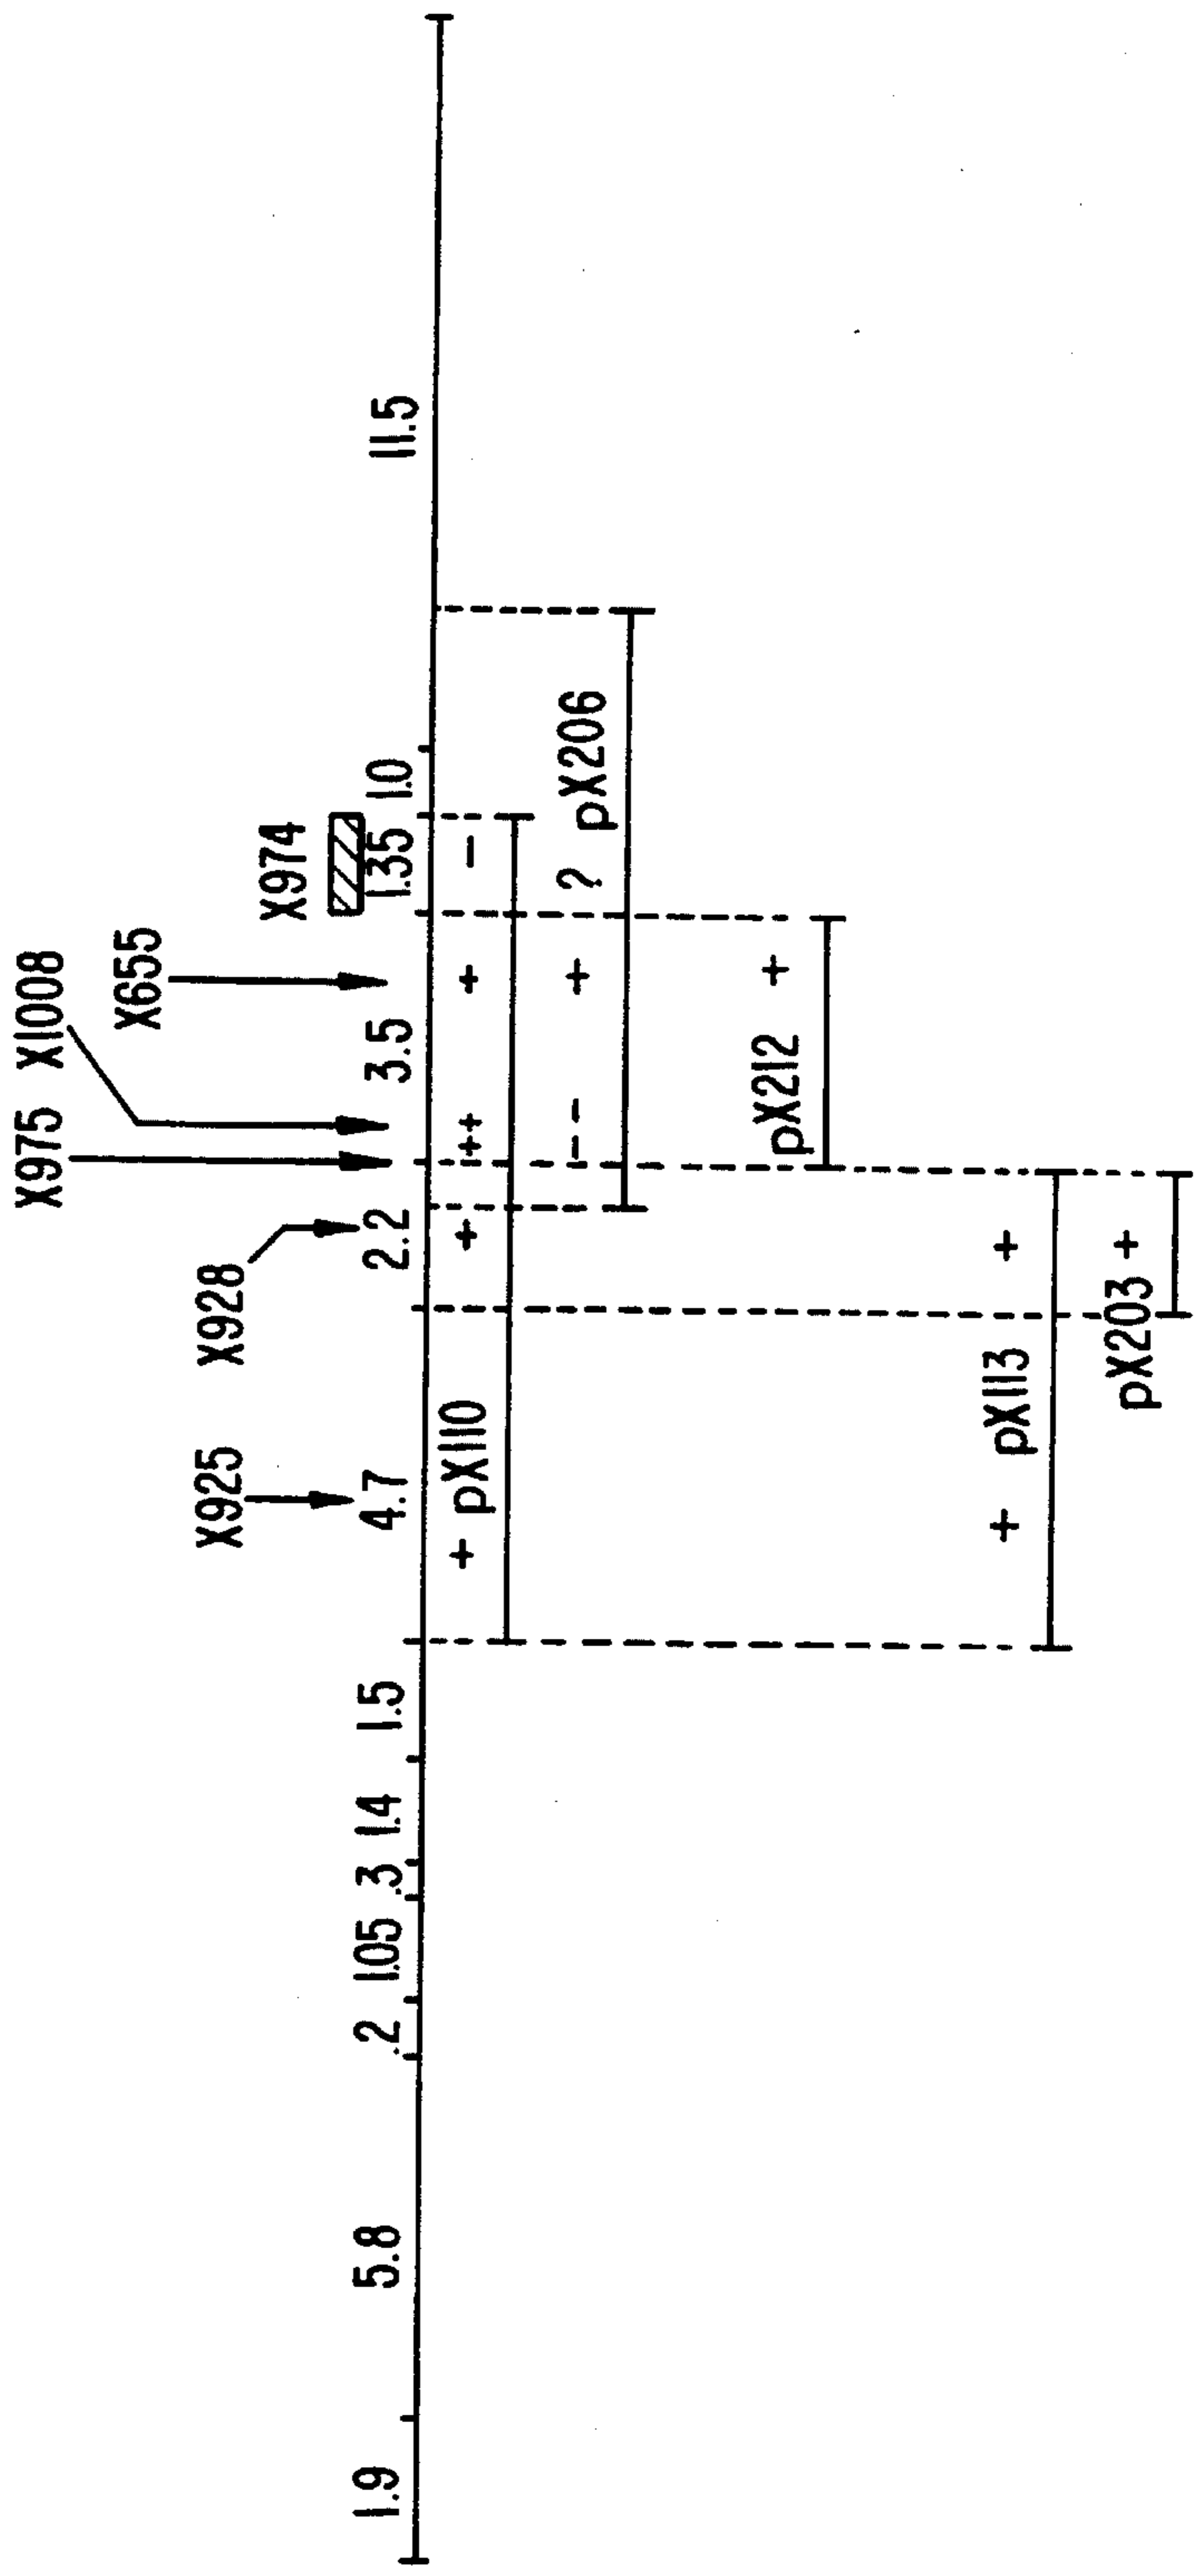 X975 X1008
X655
X925 X928 X974
1.9 5.8 .2 1.05 .3 1.4 1.5 4.7 2.2 3.5 1.35 1.0 11.5
+ pX110 + ++ + -
-- + ? pX206
pX212 +
+ pX113 +
pX203 +